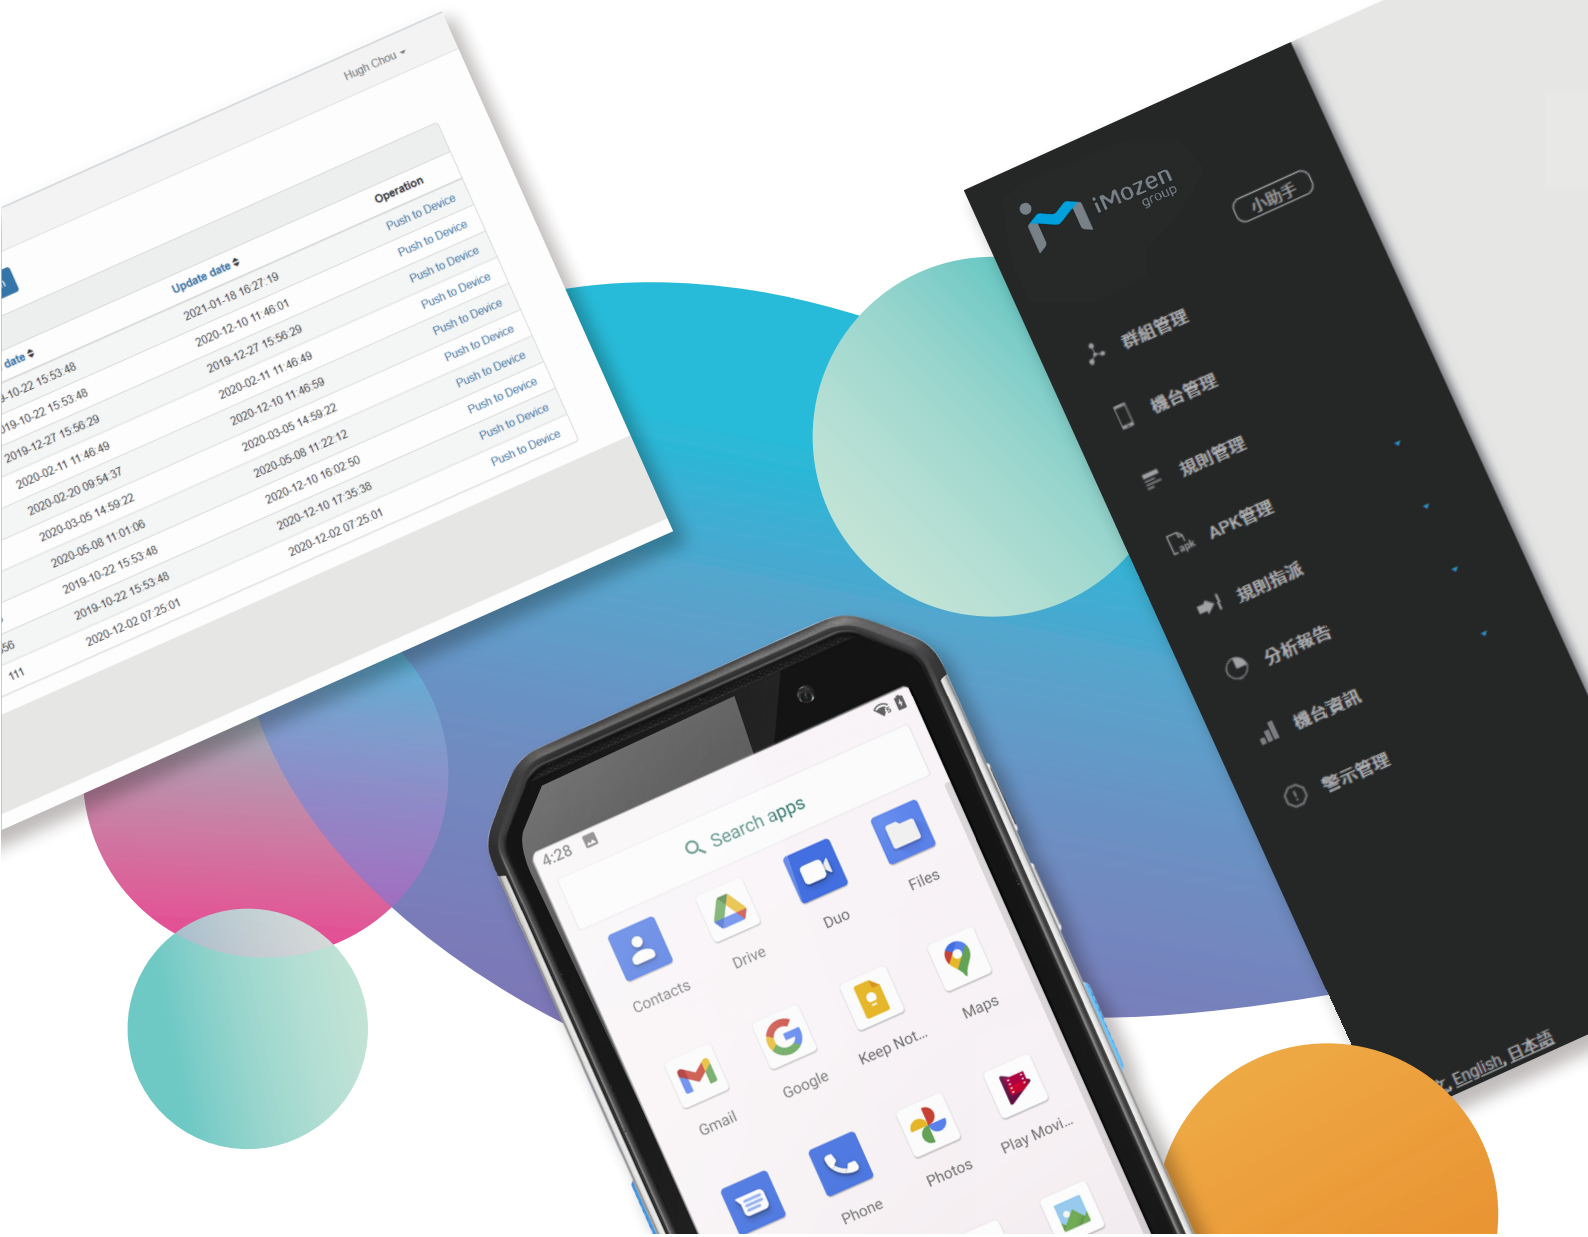 Hugh Chou
Operation
Update date
date
Push to Device
2021-01-18 16:27:19
Push to Device
2020-12-10 11:46:01
-10-22 15:53:48
Push to Device
2019-12-27 15:56:29
019-10-22 15:53:48
Push to Device
2020-02-11 11:46:49
2019-12-27 15:56:29
Push to Device
2020-12-10 11:46:59
2020-02-11 11:46:49
Push to Device
2020-03-05 14:59:22
2020-02-20 09:54:37
Push to Device
2020-05-08 11:22:12
2020-03-05 14:59:22
Push to Device
2020-12-10 16:02:50
2020-05-08 11:01:06
Push to Device
2020-12-10 17:35:38
2019-10-22 15:53:48
Push to Device
2020-12-02 07:25:01
2019-10-22 15:53:48
56
2020-12-02 07:25:01
111
iMozen
group
小助手
群組管理
機台管理
規則管理
apk
APK管理
規則指派
分析報告
機台資訊
警示管理
文, English, 日本語
4:28
Search apps
Contacts
Drive
Duo
Files
Gmail
Google
Keep Not...
Maps
Phone
Photos
Play Movi...